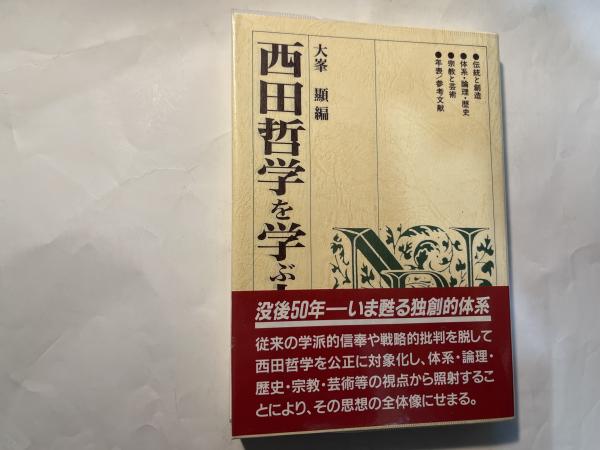 ●伝統と創造
●体系・論理・歴史
●宗教と芸術
●年表／参考文献
大峯 顯編
西田哲学を学ぶ
没後50年──いま甦る独創的体系
従来の学派的信奉や戦略的批判を脱して
西田哲学を公正に対象化し、体系・論理・
歴史・宗教・芸術等の視点から照射するこ
とにより、その思想の全体像にせまる。